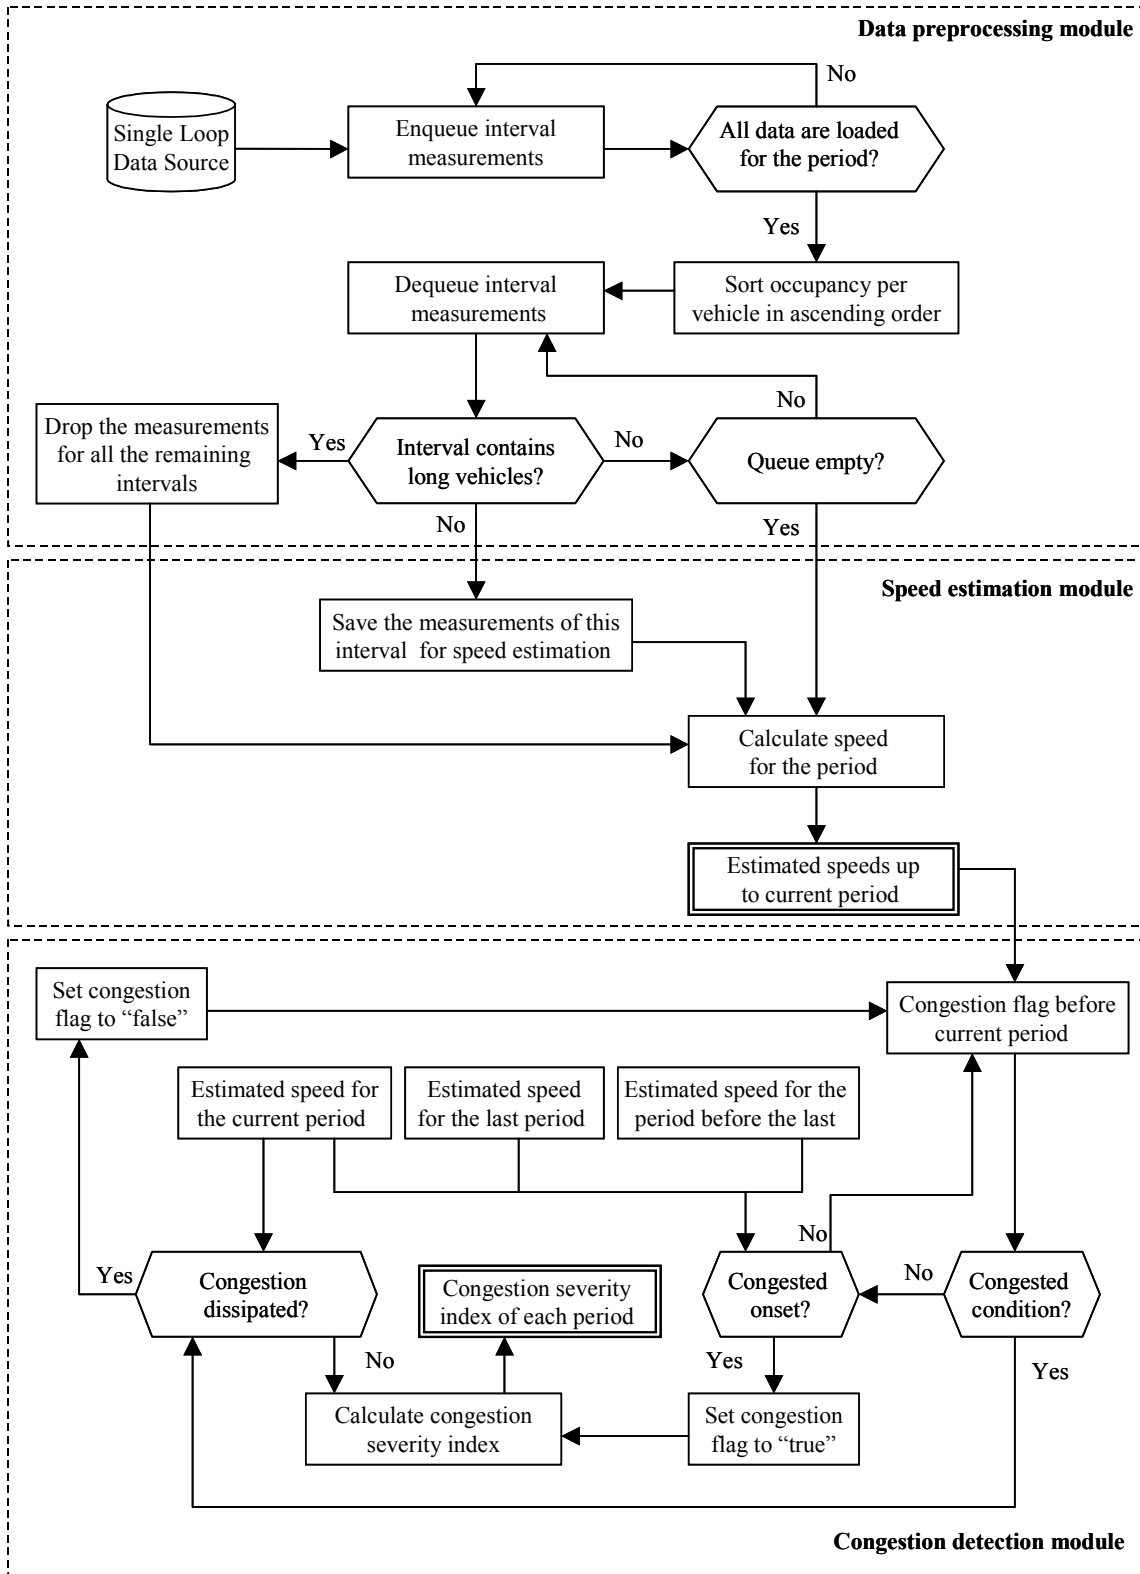 Data preprocessing module
No
Single Loop
Data Source
Enqueue interval
measurements
All data are loaded
for the period?
Yes
Dequeue interval
measurements
Sort occupancy per
vehicle in ascending order
No
Drop the measurements
for all the remaining
intervals
Yes
Interval contains
long vehicles?
No
Queue empty?
No
Yes
Speed estimation module
Save the measurements of this
interval for speed estimation
Calculate speed
for the period
Estimated speeds up
to current period
Set congestion
flag to “false”
Congestion flag before
current period
Estimated speed for
the current period
Estimated speed
for the last period
Estimated speed for the
period before the last
No
Yes
Congestion
dissipated?
Congestion severity
index of each period
Congested
onset?
No
Congested
condition?
No
Yes
Yes
Calculate congestion
severity index
Set congestion
flag to “true”
Congestion detection module